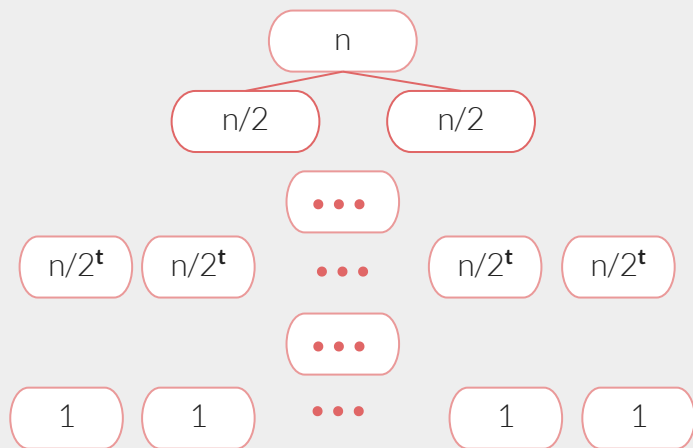 n
n/2 n/2
•••
n/2ᵗ n/2ᵗ ••• n/2ᵗ n/2ᵗ
•••
1 1 ••• 1 1